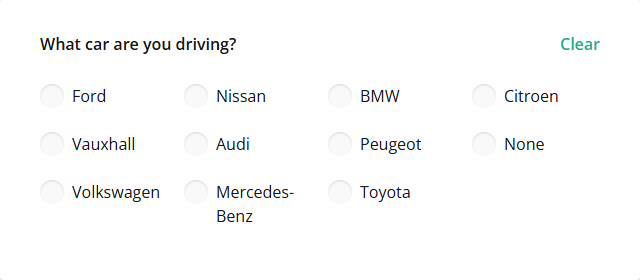 What car are you driving?
Clear
Ford
Nissan
BMW
Citroen
Vauxhall
Audi
Peugeot
None
Volkswagen
Mercedes-
Benz
Toyota